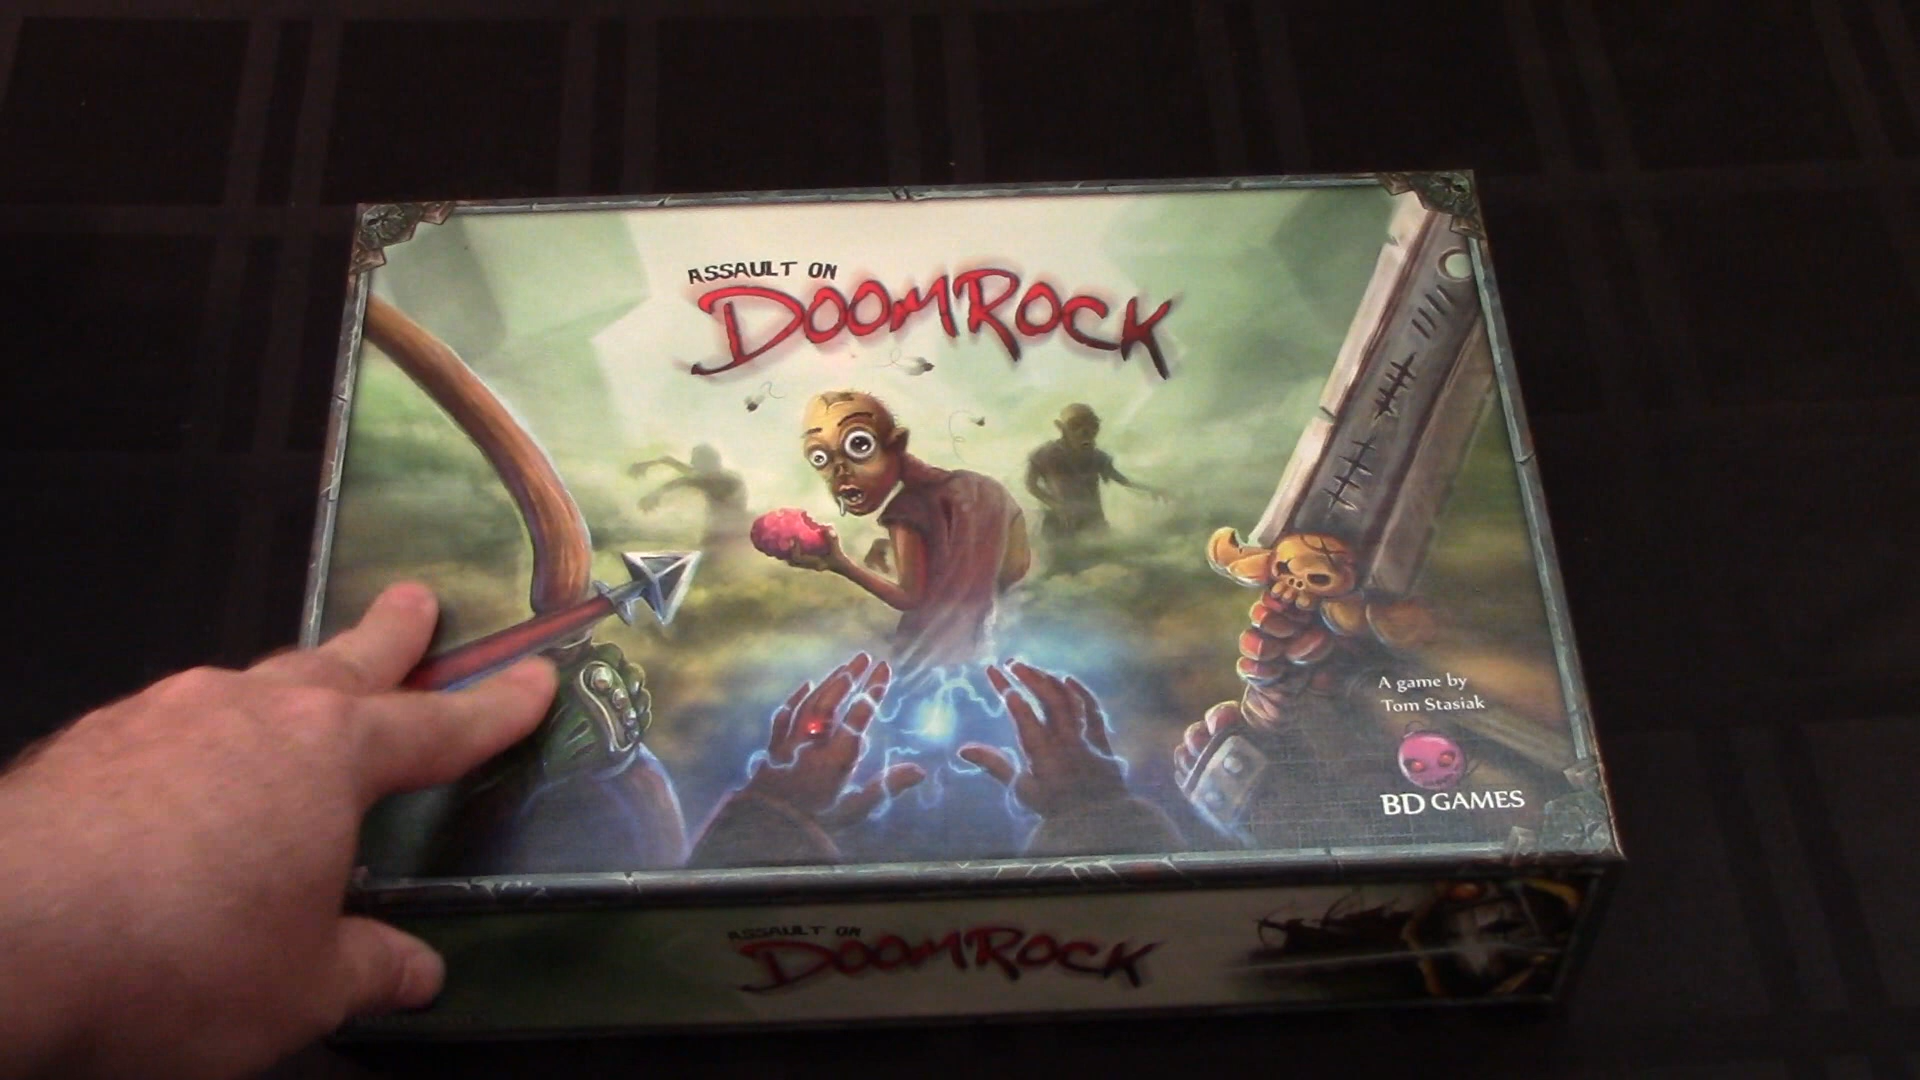 ASSAULT ON
DOOMROCK
A game by
Tom Stasiak
BD GAMES
ASSAULT ON
DOOMROCK